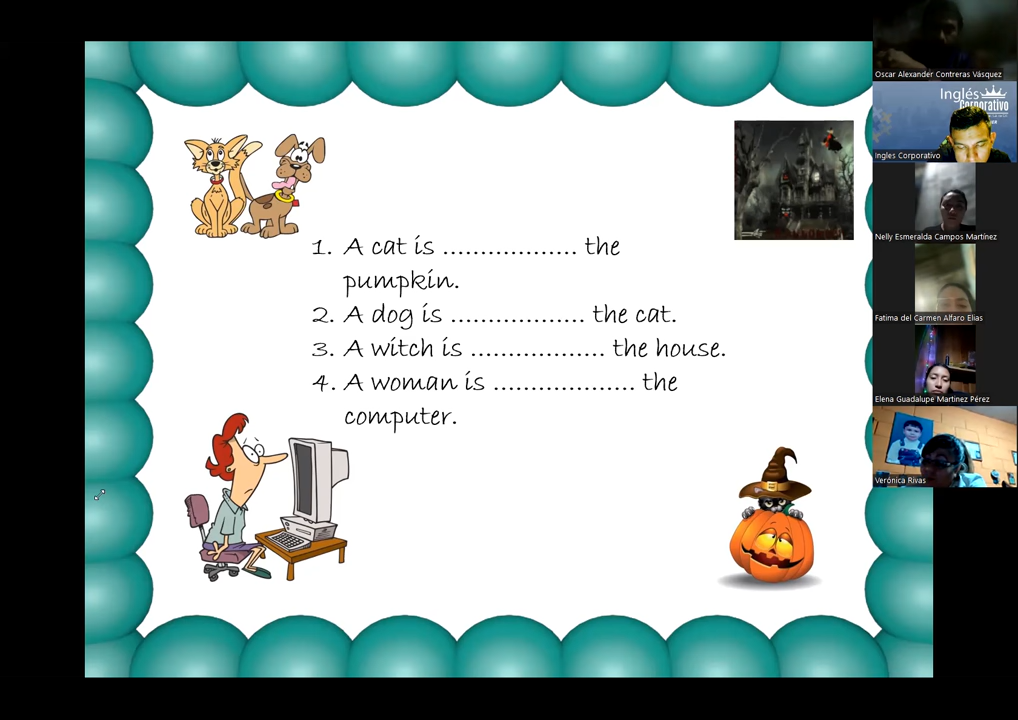 1. A cat is .................. the
pumpkin.
2. A dog is .................. the cat.
3. A witch is .................. the house.
4. A woman is ................... the
computer.
Oscar Alexander Contreras Vásquez
Inglés
Corporativo
Ingles Corporativo
Nelly Esmeralda Campos Martínez
Fatima del Carmen Alfaro Elias
Elena Guadalupe Martinez Pérez
Verónica Rivas